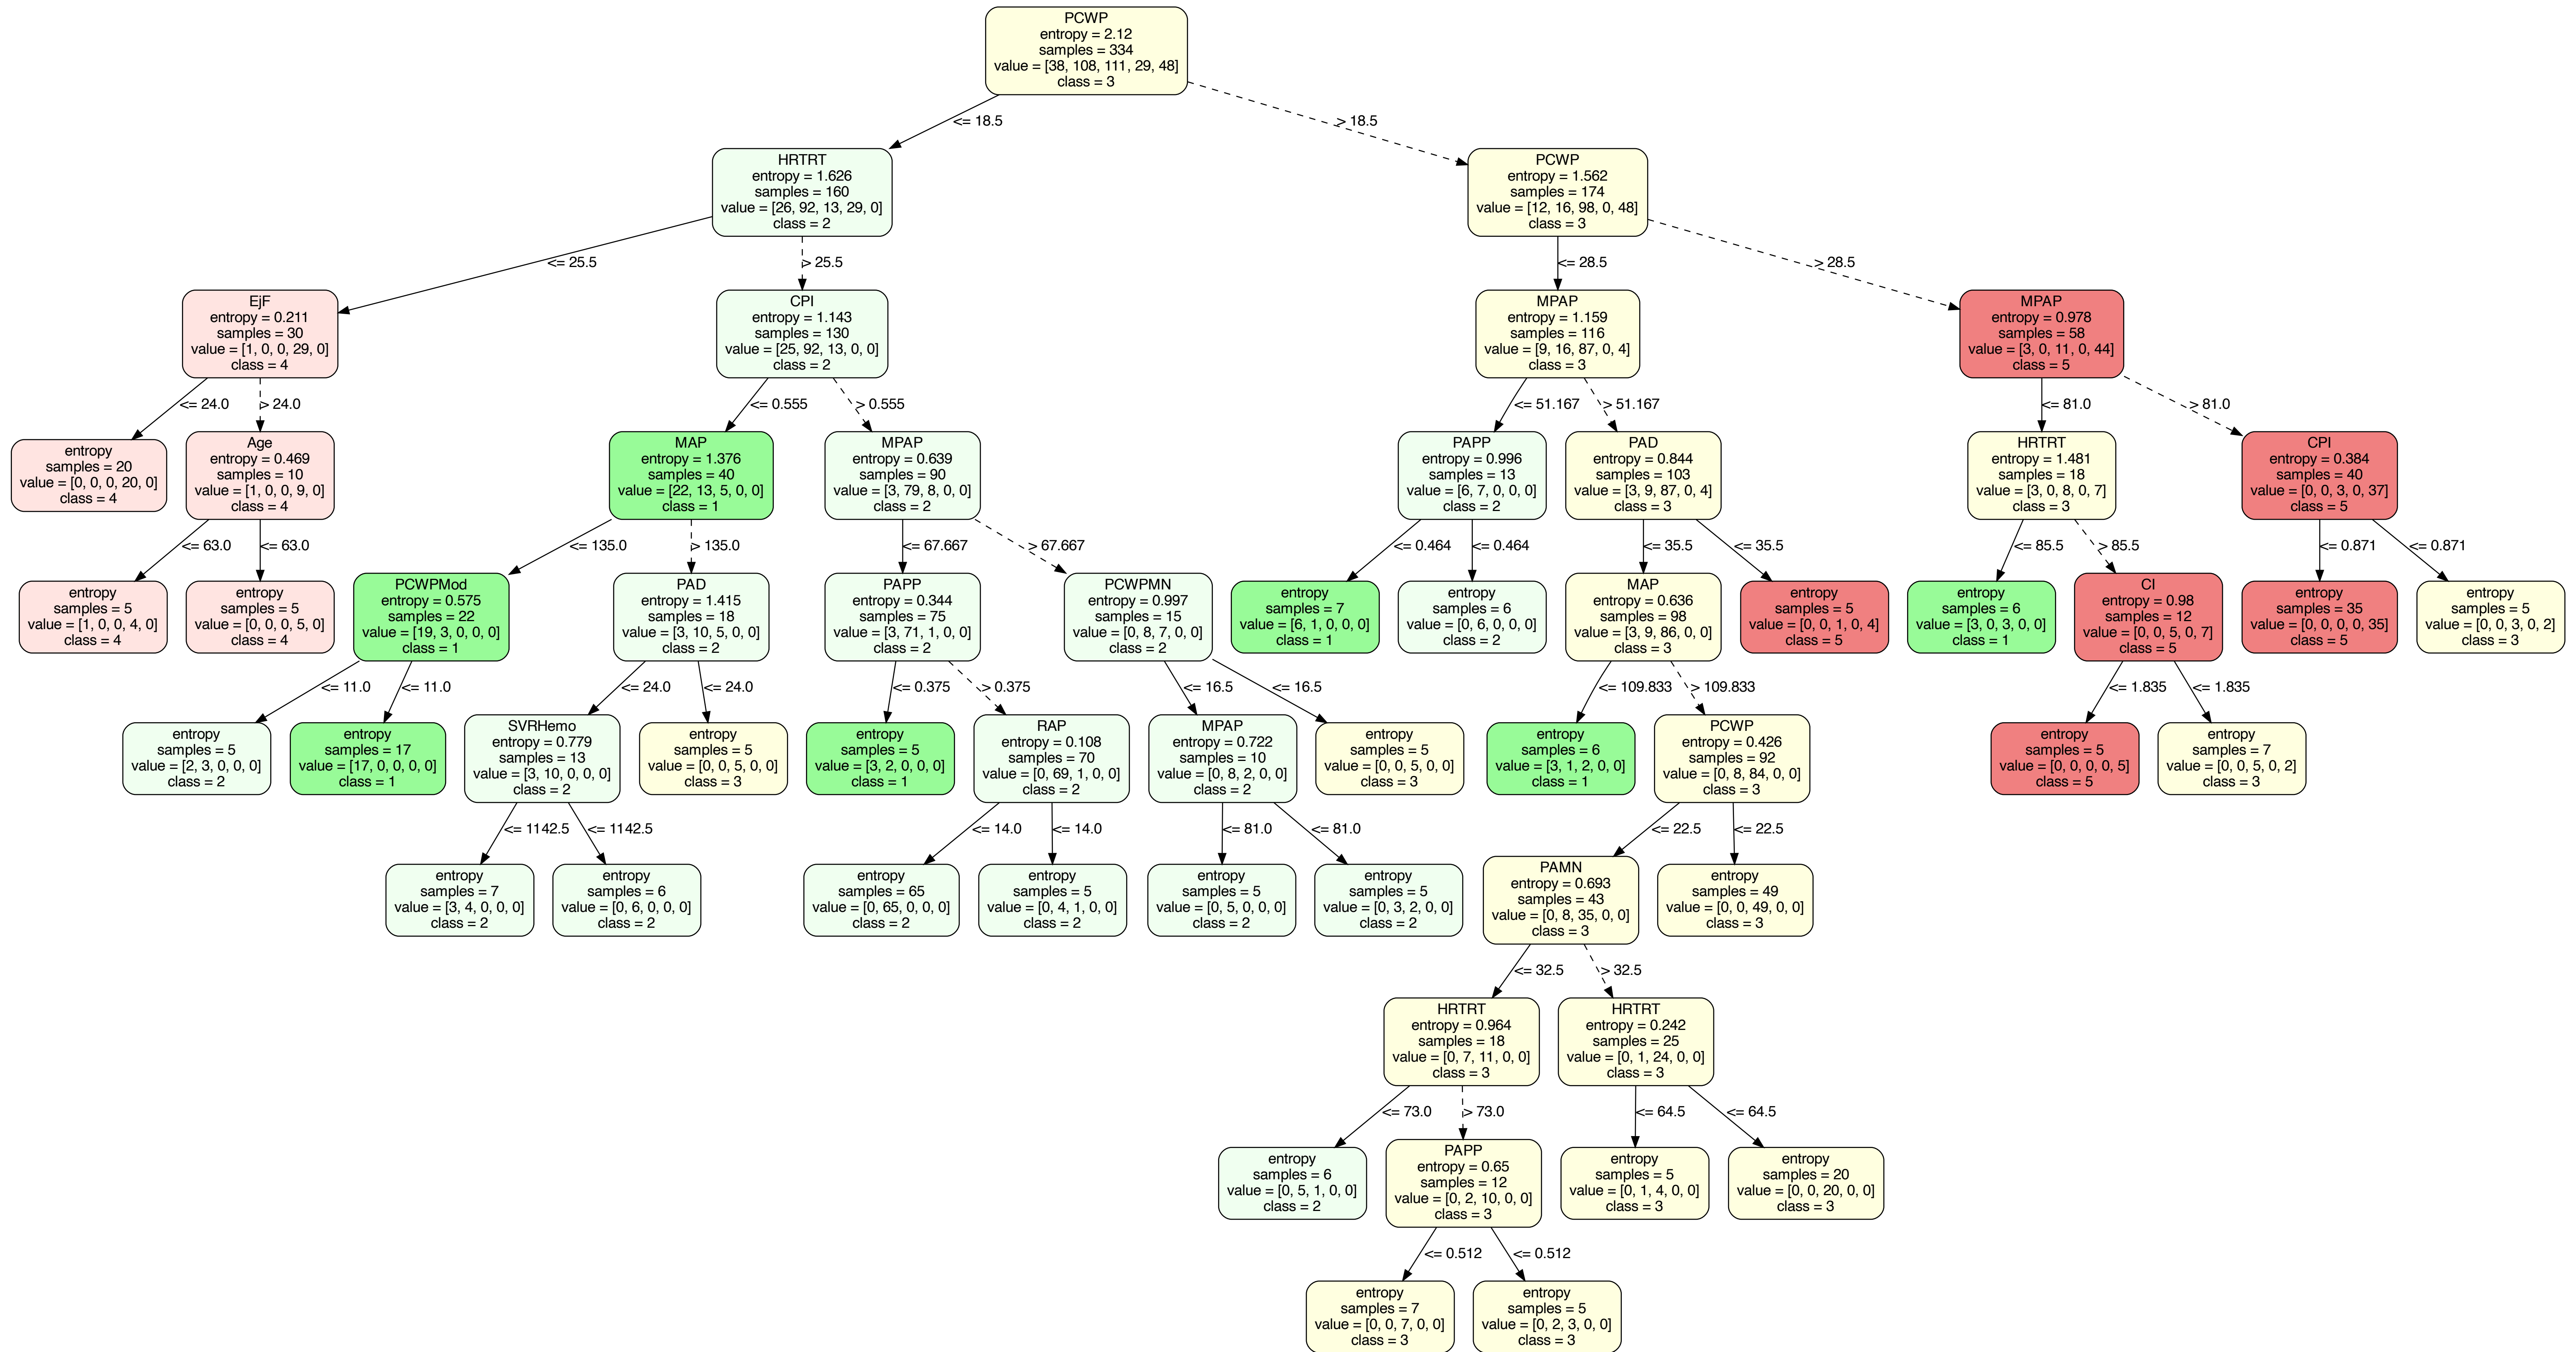 PCWP
entropy = 2.12
samples = 334
value = [38, 108, 111, 29, 48]
class = 3
<= 18.5
> 18.5
HRTRT
entropy = 1.626
samples = 160
value = [26, 92, 13, 29, 0]
class = 2
PCWP
entropy = 1.562
samples = 174
value = [12, 16, 98, 0, 48]
class = 3
<= 25.5
> 25.5
<= 28.5
> 28.5
EjF
entropy = 0.211
samples = 30
value = [1, 0, 0, 29, 0]
class = 4
CPI
entropy = 1.143
samples = 130
value = [25, 92, 13, 0, 0]
class = 2
MPAP
entropy = 1.159
samples = 116
value = [9, 16, 87, 0, 4]
class = 3
MPAP
entropy = 0.978
samples = 58
value = [3, 0, 11, 0, 44]
class = 5
<= 24.0
> 24.0
<= 0.555
> 0.555
<= 51.167
> 51.167
<= 81.0
> 81.0
entropy
samples = 20
value = [0, 0, 0, 20, 0]
class = 4
Age
entropy = 0.469
samples = 10
value = [1, 0, 0, 9, 0]
class = 4
MAP
entropy = 1.376
samples = 40
value = [22, 13, 5, 0, 0]
class = 1
MPAP
entropy = 0.639
samples = 90
value = [3, 79, 8, 0, 0]
class = 2
PAPP
entropy = 0.996
samples = 13
value = [6, 7, 0, 0, 0]
class = 2
PAD
entropy = 0.844
samples = 103
value = [3, 9, 87, 0, 4]
class = 3
HRTRT
entropy = 1.481
samples = 18
value = [3, 0, 8, 0, 7]
class = 3
CPI
entropy = 0.384
samples = 40
value = [0, 0, 3, 0, 37]
class = 5
<= 63.0
<= 63.0
<= 135.0
> 135.0
<= 67.667
> 67.667
<= 0.464
<= 0.464
<= 35.5
<= 35.5
<= 85.5
> 85.5
<= 0.871
<= 0.871
entropy
samples = 5
value = [1, 0, 0, 4, 0]
class = 4
entropy
samples = 5
value = [0, 0, 0, 5, 0]
class = 4
PCWPMod
entropy = 0.575
samples = 22
value = [19, 3, 0, 0, 0]
class = 1
PAD
entropy = 1.415
samples = 18
value = [3, 10, 5, 0, 0]
class = 2
PAPP
entropy = 0.344
samples = 75
value = [3, 71, 1, 0, 0]
class = 2
PCWPMN
entropy = 0.997
samples = 15
value = [0, 8, 7, 0, 0]
class = 2
entropy
samples = 7
value = [6, 1, 0, 0, 0]
class = 1
entropy
samples = 6
value = [0, 6, 0, 0, 0]
class = 2
MAP
entropy = 0.636
samples = 98
value = [3, 9, 86, 0, 0]
class = 3
entropy
samples = 5
value = [0, 0, 1, 0, 4]
class = 5
entropy
samples = 6
value = [3, 0, 3, 0, 0]
class = 1
CI
entropy = 0.98
samples = 12
value = [0, 0, 5, 0, 7]
class = 5
entropy
samples = 35
value = [0, 0, 0, 0, 35]
class = 5
entropy
samples = 5
value = [0, 0, 3, 0, 2]
class = 3
<= 11.0
<= 11.0
<= 24.0
<= 24.0
<= 0.375
> 0.375
<= 16.5
<= 16.5
<= 109.833
> 109.833
<= 1.835
<= 1.835
entropy
samples = 5
value = [2, 3, 0, 0, 0]
class = 2
entropy
samples = 17
value = [17, 0, 0, 0, 0]
class = 1
SVRHemo
entropy = 0.779
samples = 13
value = [3, 10, 0, 0, 0]
class = 2
entropy
samples = 5
value = [0, 0, 5, 0, 0]
class = 3
entropy
samples = 5
value = [3, 2, 0, 0, 0]
class = 1
RAP
entropy = 0.108
samples = 70
value = [0, 69, 1, 0, 0]
class = 2
MPAP
entropy = 0.722
samples = 10
value = [0, 8, 2, 0, 0]
class = 2
entropy
samples = 5
value = [0, 0, 5, 0, 0]
class = 3
entropy
samples = 6
value = [3, 1, 2, 0, 0]
class = 1
PCWP
entropy = 0.426
samples = 92
value = [0, 8, 84, 0, 0]
class = 3
entropy
samples = 5
value = [0, 0, 0, 0, 5]
class = 5
entropy
samples = 7
value = [0, 0, 5, 0, 2]
class = 3
<= 1142.5
<= 1142.5
<= 14.0
<= 14.0
<= 81.0
<= 81.0
<= 22.5
<= 22.5
entropy
samples = 7
value = [3, 4, 0, 0, 0]
class = 2
entropy
samples = 6
value = [0, 6, 0, 0, 0]
class = 2
entropy
samples = 65
value = [0, 65, 0, 0, 0]
class = 2
entropy
samples = 5
value = [0, 4, 1, 0, 0]
class = 2
entropy
samples = 5
value = [0, 5, 0, 0, 0]
class = 2
entropy
samples = 5
value = [0, 3, 2, 0, 0]
class = 2
PAMN
entropy = 0.693
samples = 43
value = [0, 8, 35, 0, 0]
class = 3
entropy
samples = 49
value = [0, 0, 49, 0, 0]
class = 3
<= 32.5
> 32.5
HRTRT
entropy = 0.964
samples = 18
value = [0, 7, 11, 0, 0]
class = 3
HRTRT
entropy = 0.242
samples = 25
value = [0, 1, 24, 0, 0]
class = 3
<= 73.0
> 73.0
<= 64.5
<= 64.5
entropy
samples = 6
value = [0, 5, 1, 0, 0]
class = 2
PAPP
entropy = 0.65
samples = 12
value = [0, 2, 10, 0, 0]
class = 3
entropy
samples = 5
value = [0, 1, 4, 0, 0]
class = 3
entropy
samples = 20
value = [0, 0, 20, 0, 0]
class = 3
<= 0.512
<= 0.512
entropy
samples = 7
value = [0, 0, 7, 0, 0]
class = 3
entropy
samples = 5
value = [0, 2, 3, 0, 0]
class = 3